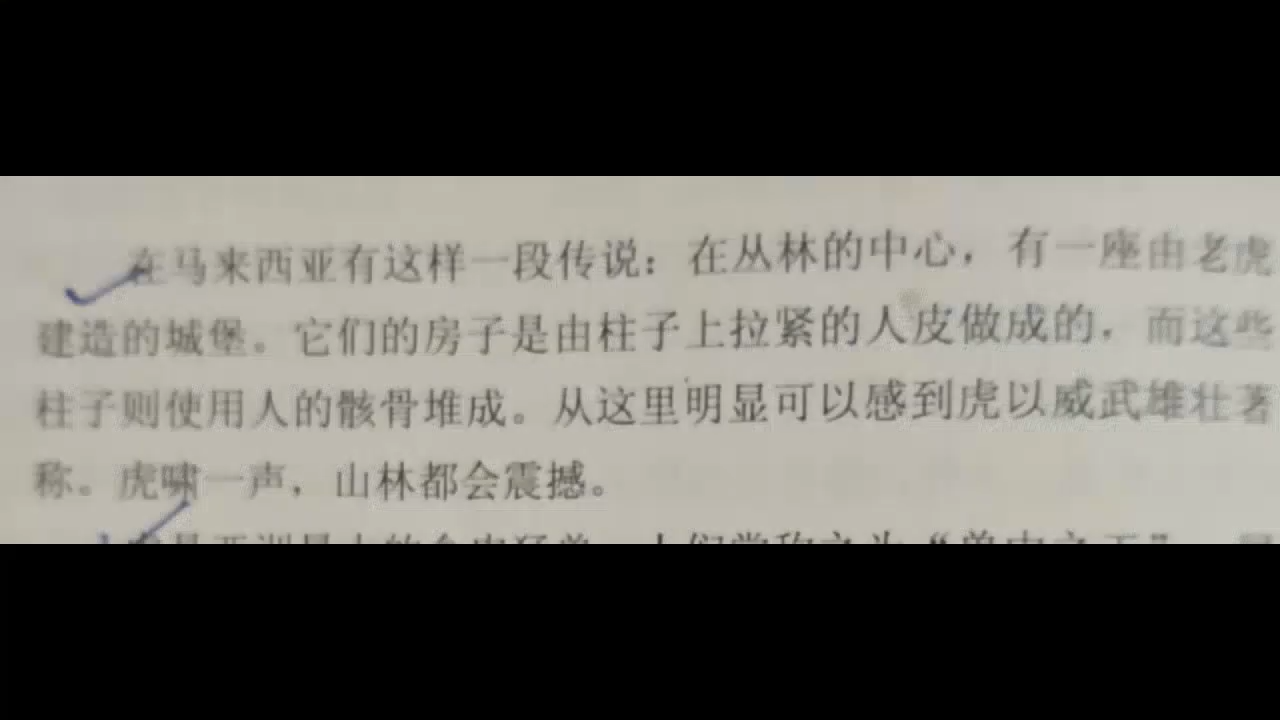 在马来西亚有这样一段传说：在丛林的中心，有一座由老虎
建造的城堡。它们的房子是由柱子上拉紧的人皮做成的，而这些
柱子则使用人的骸骨堆成。从这里明显可以感到虎以威武雄壮著
称。虎啸一声，山林都会震撼。